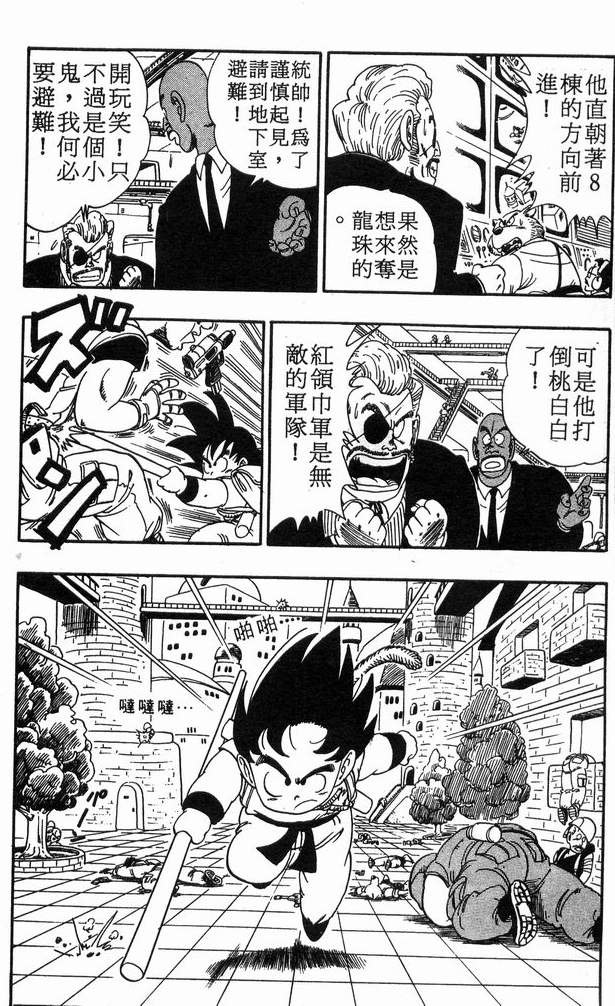 他直朝著8
棟的方向前
進！
果然是
想來奪
龍珠的
。
統帥！為了
謹慎起見，
請到地下室
避難！
開玩笑！只
不過是個小
鬼，我何必
要避難！
可是他打
倒桃白白
了！
紅領巾軍是無
敵的軍隊！
啪啪…
噠噠噠…